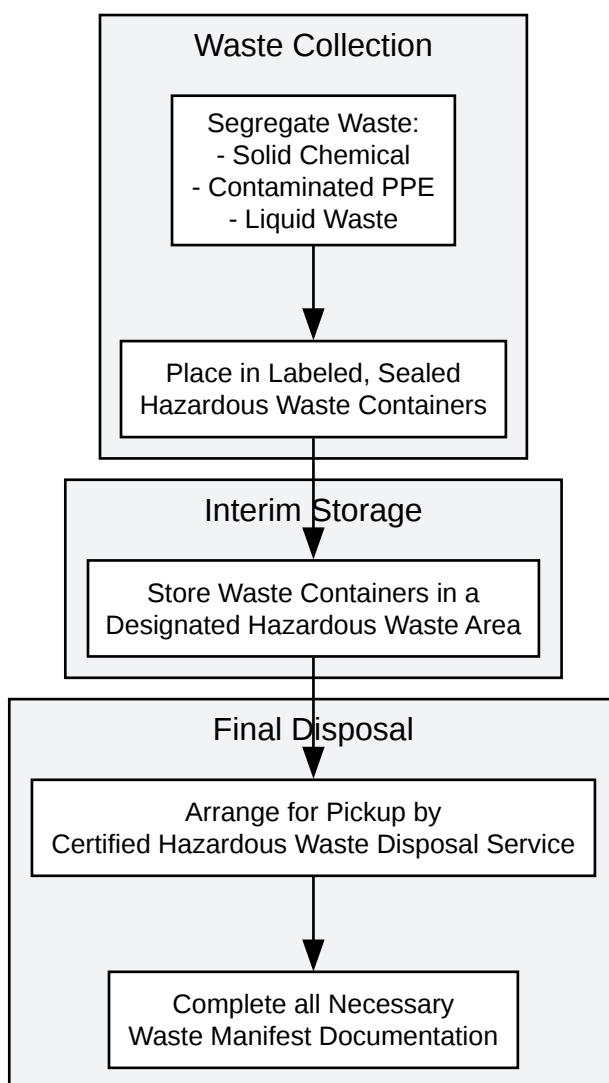 Waste Collection
Segregate Waste:
- Solid Chemical
- Contaminated PPE
- Liquid Waste
Place in Labeled, Sealed
Hazardous Waste Containers
Interim Storage
Store Waste Containers in a
Designated Hazardous Waste Area
Final Disposal
Arrange for Pickup by
Certified Hazardous Waste Disposal Service
Complete all Necessary
Waste Manifest Documentation